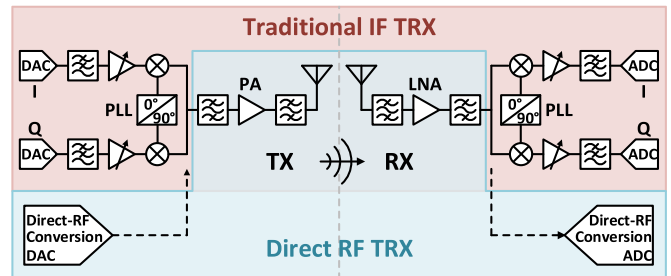 Traditional IF TRX
DAC
I
PLL
0°
90°
Q
DAC
PA
LNA
ADC
I
0°
90°
PLL
Q
ADC
TX
RX
Direct-RF
Conversion
DAC
Direct RF TRX
Direct-RF
Conversion
ADC